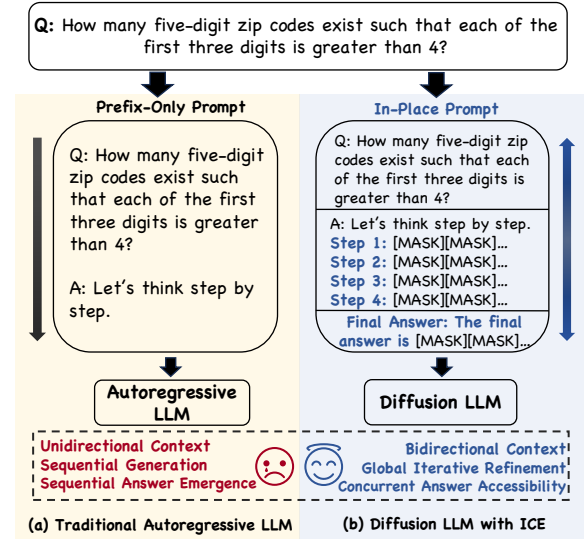 Q: How many five-digit zip codes exist such that each of the
first three digits is greater than 4?
Prefix-Only Prompt
Q: How many five-digit
zip codes exist such
that each of the first
three digits is greater
than 4?
A: Let's think step by
step.
Autoregressive
LLM
In-Place Prompt
Q: How many five-digit zip
codes exist such that each
of the first three digits is
greater than 4?
A: Let's think step by step.
Step 1: [MASK][MASK]...
Step 2: [MASK][MASK]...
Step 3: [MASK][MASK]...
Step 4: [MASK][MASK]...
Final Answer: The final
answer is [MASK][MASK]...
Diffusion LLM
Unidirectional Context
Sequential Generation
Sequential Answer Emergence
Bidirectional Context
Global Iterative Refinement
Concurrent Answer Accessibility
(a) Traditional Autoregressive LLM
(b) Diffusion LLM with ICE